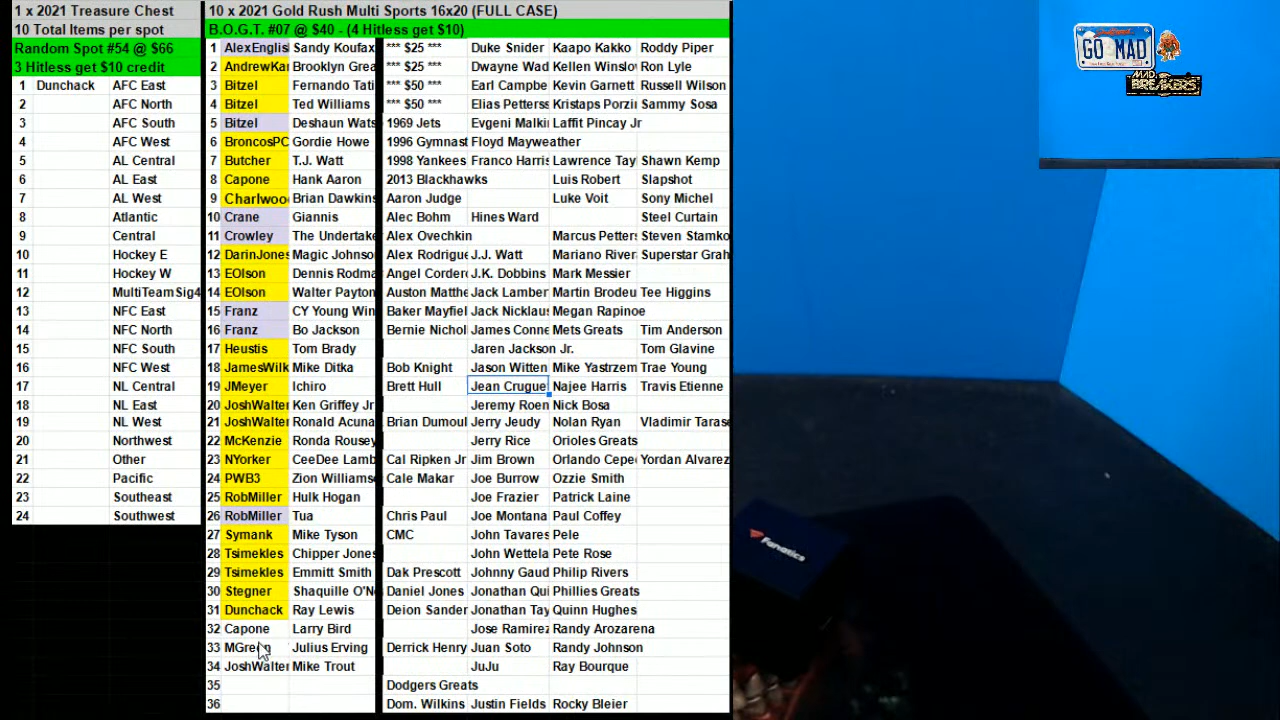 1 x 2021 Treasure Chest
10 Total Items per spot
Random Spot #54 @ $66
3 Hitless get $10 credit
1 Dunchack AFC East
2 AFC North
3 AFC South
4 AFC West
5 AL Central
6 AL East
7 AL West
8 Atlantic
9 Central
10 Hockey E
11 Hockey W
12 MultiTeamSig4
13 NFC East
14 NFC North
15 NFC South
16 NFC West
17 NL Central
18 NL East
19 NL West
20 Northwest
21 Other
22 Pacific
23 Southeast
24 Southwest
10 x 2021 Gold Rush Multi Sports 16x20 (FULL CASE)
B.O.G.T. #07 @ $40 - (4 Hitless get $10)
1 AlexEnglis Sandy Koufax *** $25 *** Duke Snider Kaapo Kakko Roddy Piper
2 AndrewKar Brooklyn Grea *** $25 *** Dwyane Wad Kellen Winslow Ron Lyle
3 Bitzel Fernando Tati *** $50 *** Earl Campbe Kevin Garnett Russell Wilson
4 Bitzel Ted Williams *** $50 *** Elias Petterss Kristaps Porzi Sammy Sosa
5 Bitzel Deshaun Wats 1969 Jets Evgeni Malkin Laffit Pincay Jr
6 BroncosPC Gordie Howe 1996 Gymnast Floyd Mayweather
7 Butcher T.J. Watt 1998 Yankees Franco Harris Lawrence Tay Shawn Kemp
8 Capone Hank Aaron 2013 Blackhawks Luis Robert Slapshot
9 Charlwoo Brian Dawkins Aaron Judge Luke Voit Sony Michel
10 Crane Giannis Alec Bohm Hines Ward Steel Curtain
11 Crowley The Undertake Alex Ovechkin Marcus Petters Steven Stamko
12 DarinJones Magic Johnso Alex Rodrigue J.J. Watt Mariano River Superstar Grah
13 EOlson Dennis Rodma Angel Cordero J.K. Dobbins Mark Messier
14 EOlson Walter Payton Auston Matthe Jack Lamber Martin Brodeu Tee Higgins
15 Franz CY Young Win Baker Mayfiel Jack Nicklaus Megan Rapinoe
16 Franz Bo Jackson Bernie Nichol James Conne Mets Greats Tim Anderson
17 Heustis Tom Brady Jaren Jackson Jr. Tom Glavine
18 JamesWilk Mike Ditka Bob Knight Jason Witten Mike Yastrzem Trae Young
19 JMeyer Ichiro Brett Hull Jean Crugue Najee Harris Travis Etienne
20 JoshWalter Ken Griffey Jr Jeremy Roen Nick Bosa
21 JoshWalter Ronald Acuna Brian Dumoul Jerry Jeudy Nolan Ryan Vladimir Tarase
22 McKenzie Ronda Rousey Jerry Rice Orioles Greats
23 NYorker CeeDee Lamb Cal Ripken Jr Jim Brown Orlando Cepe Yordan Alvarez
24 PWB3 Zion Williams Cale Makar Joe Burrow Ozzie Smith
25 RobMiller Hulk Hogan Joe Frazier Patrick Laine
26 RobMiller Tua Chris Paul Joe Montana Paul Coffey
27 Symank Mike Tyson CMC John Tavares Pele
28 Tsimekles Chipper Jones John Wettela Pete Rose
29 Tsimekles Emmitt Smith Dak Prescott Johnny Gaud Philip Rivers
30 Stegner Shaquille O'N Daniel Jones Jonathan Qui Phillies Greats
31 Dunchack Ray Lewis Deion Sander Jonathan Tay Quinn Hughes
32 Capone Larry Bird Jose Ramirez Randy Arozarena
33 MGreen Julius Erving Derrick Henry Juan Soto Randy Johnson
34 JoshWalter Mike Trout JuJu Ray Bourque
35 Dodgers Greats
36 Dom. Wilkins Justin Fields Rocky Bleier
GO MAD
MAD
BREAKERS
Fanatics